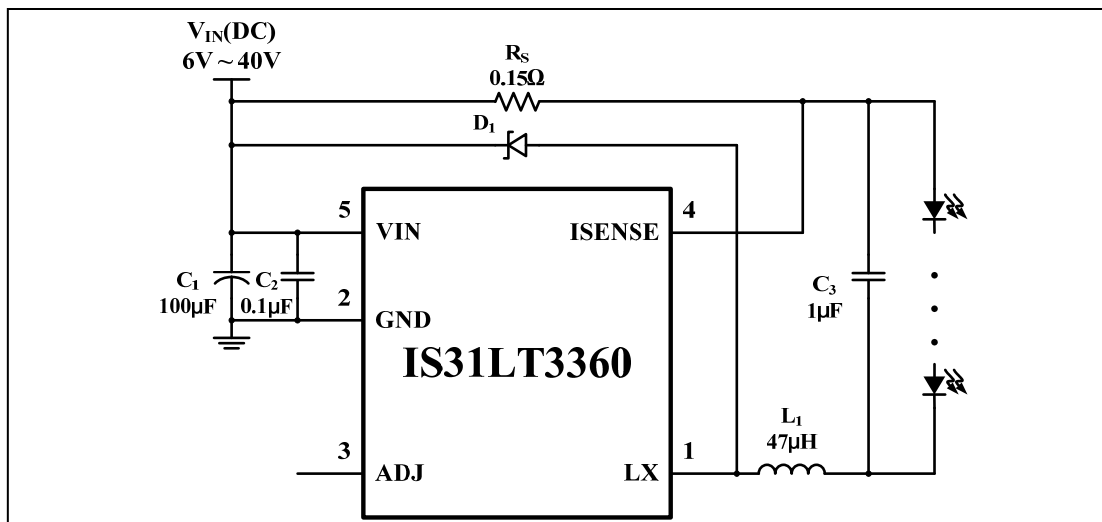 VIN(DC)
6V ~ 40V
RS
0.15Ω
D1
5
VIN
ISENSE
4
C1
100μF
C2
0.1μF
2
GND
C3
1μF
IS31LT3360
L1
47μH
3
ADJ
LX
1